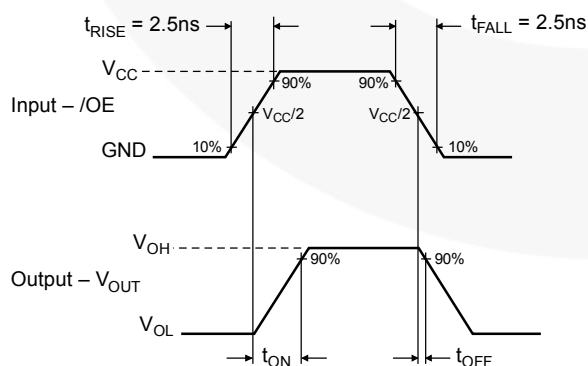 tRISE = 2.5ns
tFALL = 2.5ns
VCC
90%
90%
Input – /OE
VCC/2
VCC/2
GND
10%
10%
VOH
90%
90%
Output – VOUT
VOL
tON
tOFF